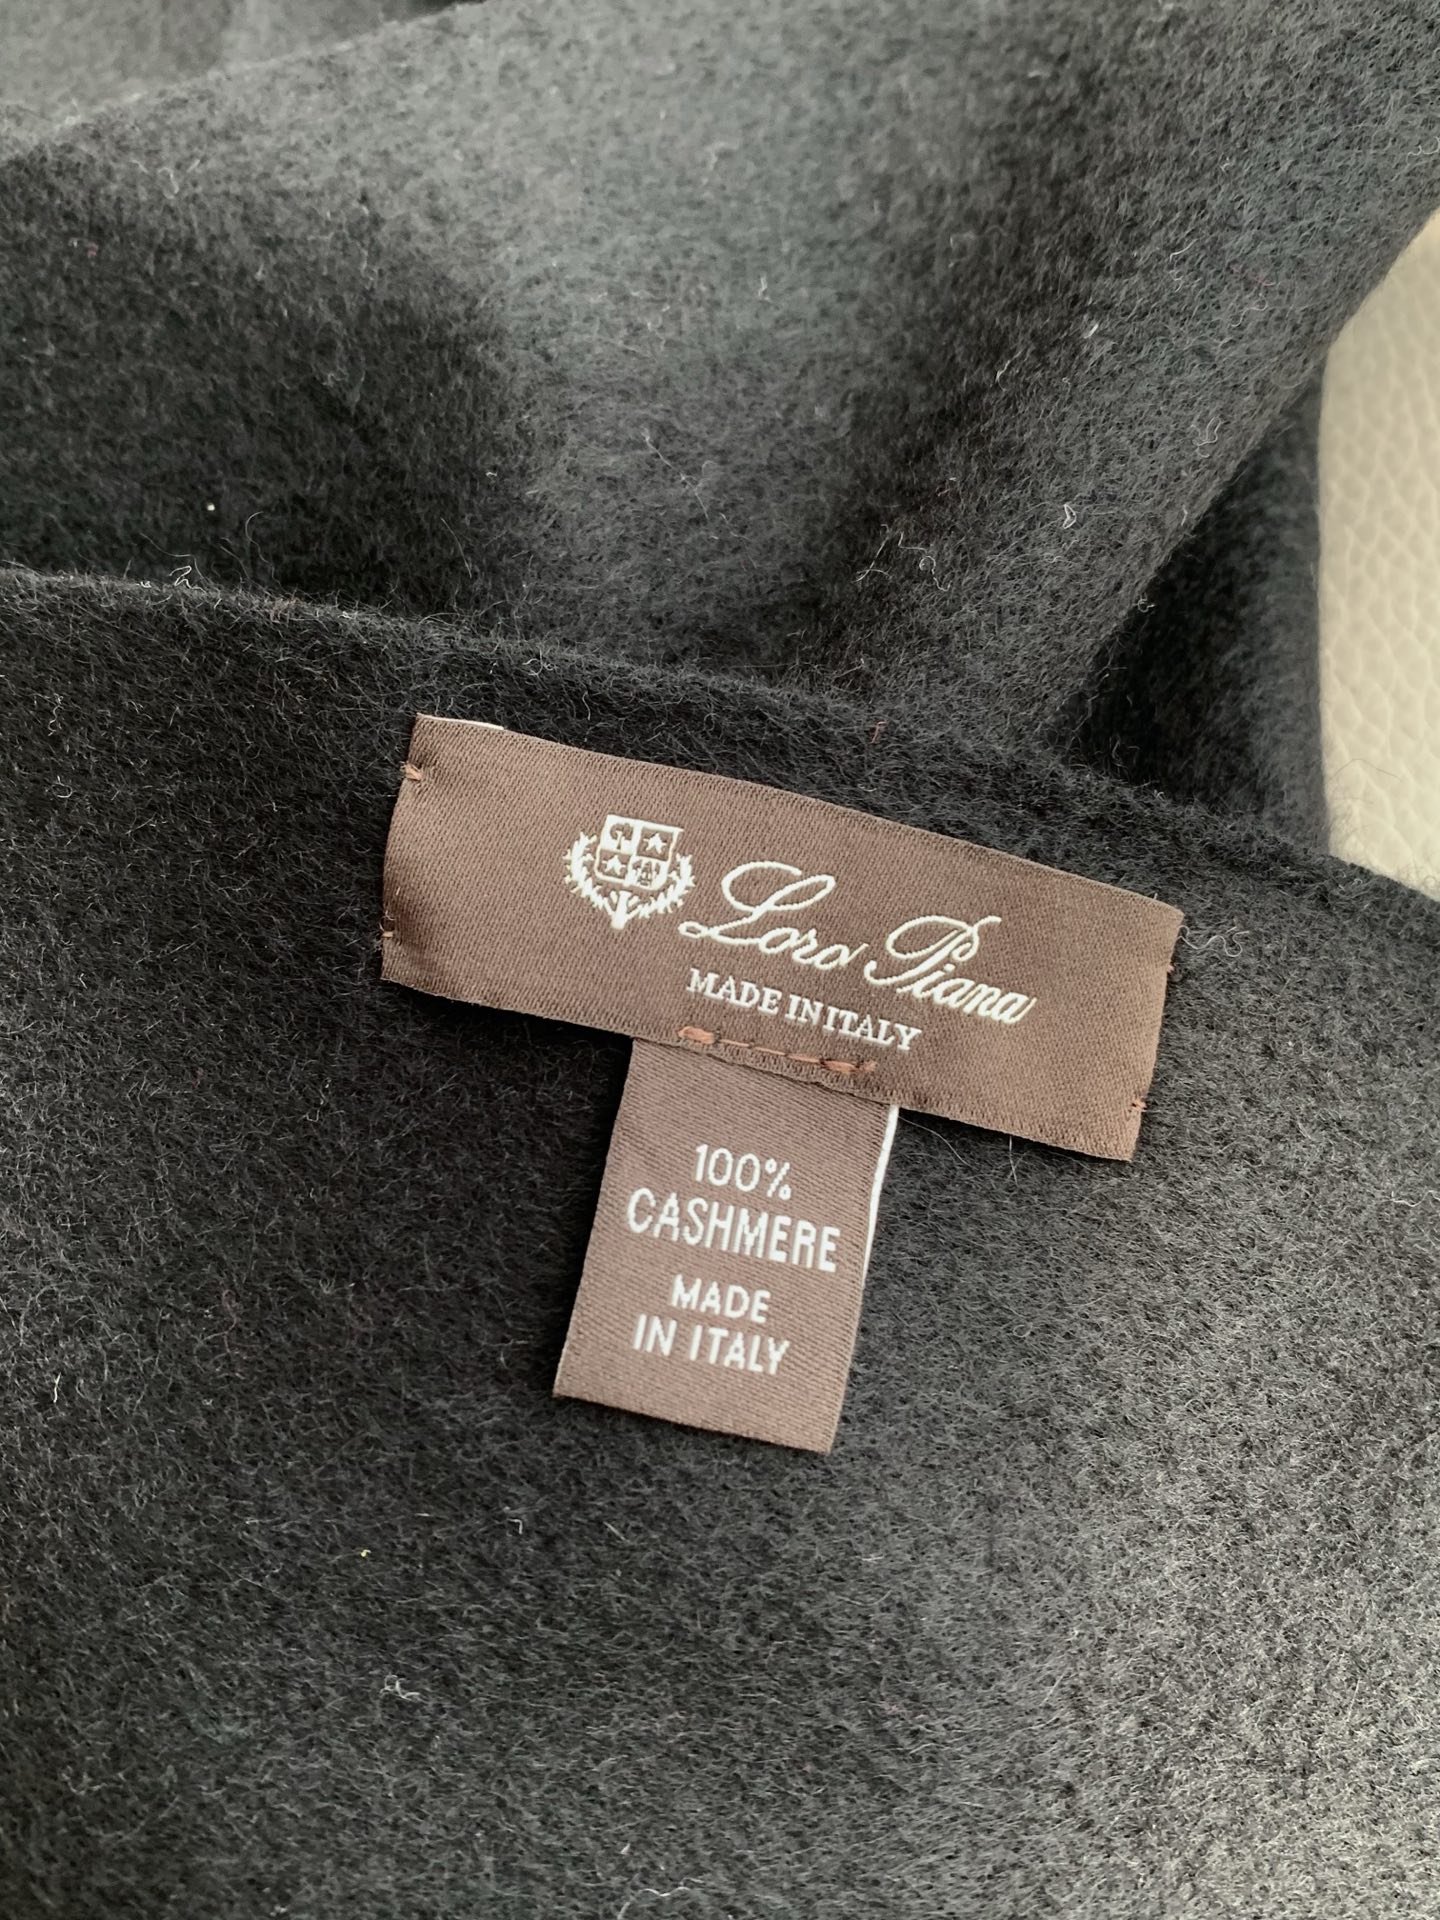 Loro Piana
MADE IN ITALY
100%
CASHMERE
MADE
IN ITALY